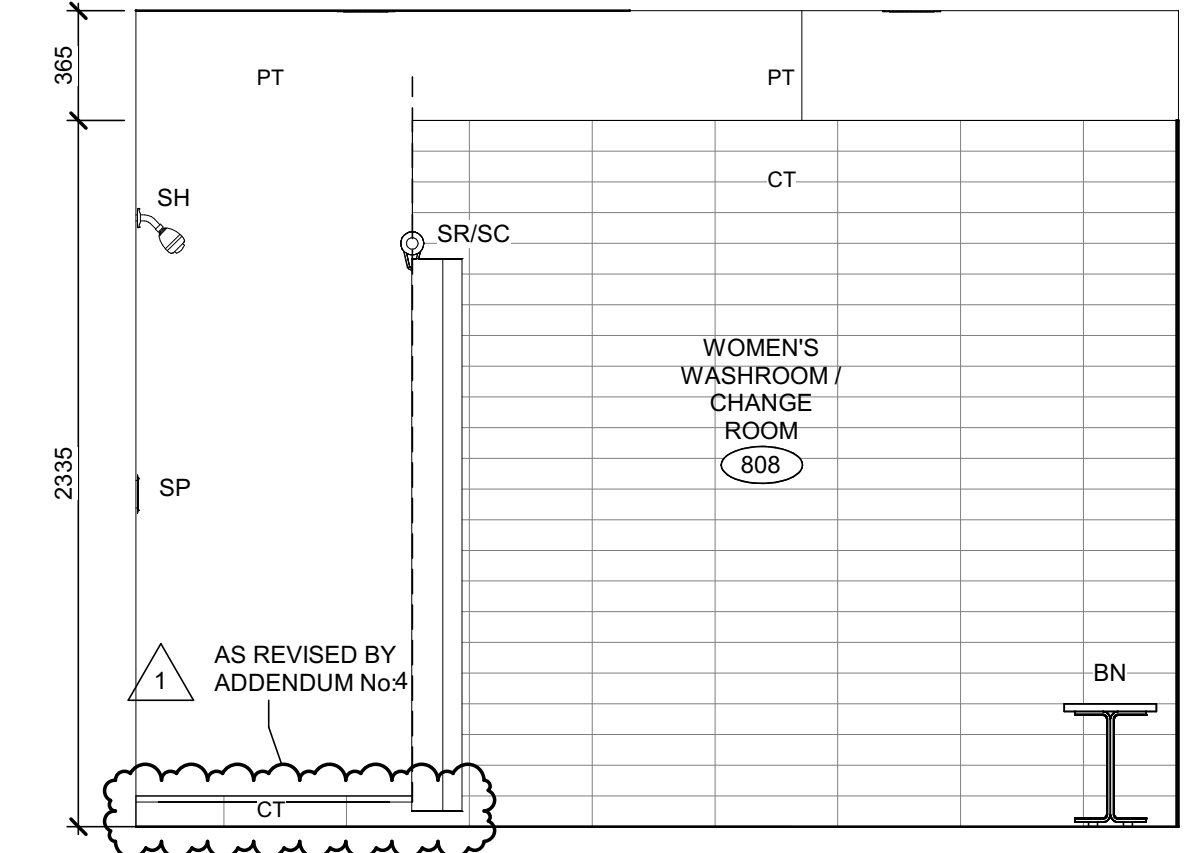 365
PT
PT
CT
SH
SR/SC
WOMEN'S
WASHROOM /
CHANGE
ROOM
808
2335
SP
AS REVISED BY
ADDENDUM No:4
1
BN
CT